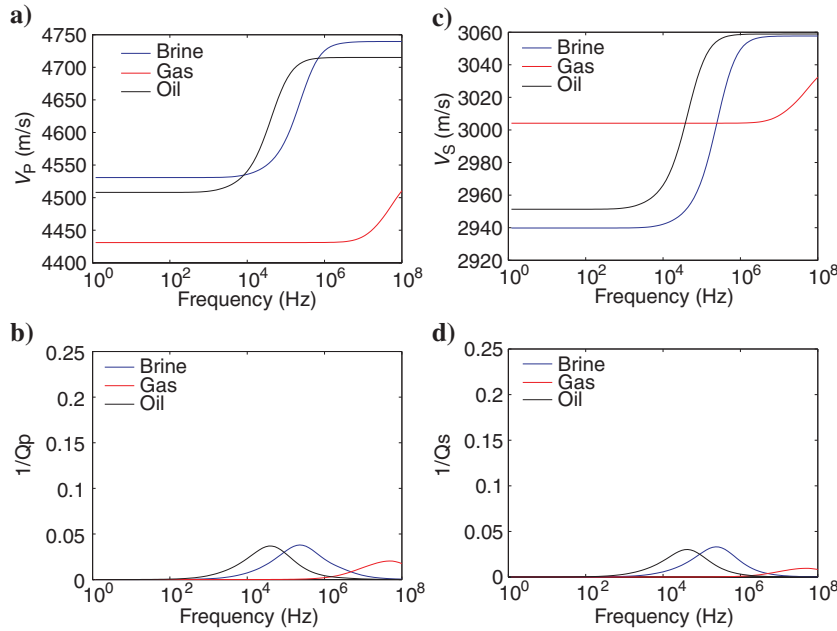 a)
4750
4700
4650
4600
4550
4500
4450
4400
V_P (m/s)
Brine
Gas
Oil
10^0
10^2
10^4
10^6
10^8
Frequency (Hz)
c)
3060
3040
3020
3000
2980
2960
2940
2920
V_S (m/s)
Brine
Gas
Oil
10^0
10^2
10^4
10^6
10^8
Frequency (Hz)
b)
0.25
0.2
0.15
0.1
0.05
0
1/Qp
Brine
Gas
Oil
10^0
10^2
10^4
10^6
10^8
Frequency (Hz)
d)
0.25
0.2
0.15
0.1
0.05
0
1/Qs
Brine
Gas
Oil
10^0
10^2
10^4
10^6
10^8
Frequency (Hz)